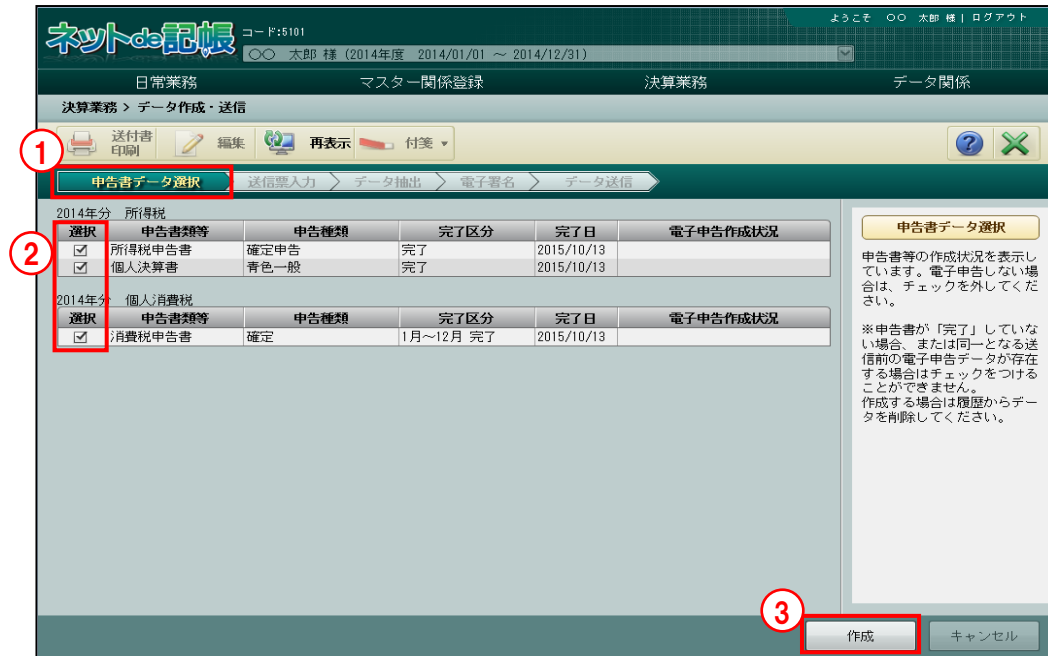 ようこそ ○○ 太郎 様 | ログアウト
ネットde記帳 コード:5101
○○ 太郎 様 (2014年度 2014/01/01 ～ 2014/12/31)
日常業務 マスター関係登録 決算業務 データ関係
決算業務 > データ作成・送信
送付書印刷 編集 再表示 付箋
1
申告書データ選択 送信票入力 データ抽出 電子署名 データ送信
2014年分 所得税
選択 申告書類等 申告種類 完了区分 完了日 電子申告作成状況
2
所得税申告書 確定申告 完了 2015/10/13
個人決算書 青色一般 完了 2015/10/13
2014年分 個人消費税
選択 申告書類等 申告種類 完了区分 完了日 電子申告作成状況
消費税申告書 確定 1月～12月 完了 2015/10/13
申告書データ選択
申告書等の作成状況を表示し
ています。電子申告しない場
合は、チェックを外してくだ
さい。
※申告書が「完了」していな
い場合、または同一となる送
信前の電子申告データが存在
する場合はチェックをつける
ことができません。
作成する場合は履歴からデー
タを削除してください。
3
作成 キャンセル